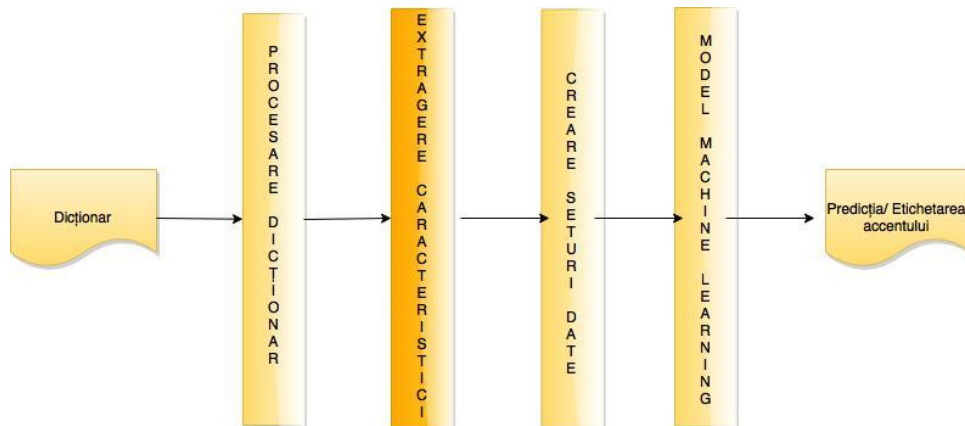 Dicționar
PROCESARE DICȚIONAR
EXTRAGERE CARACTERISTICI
CREARE SETURI DATE
MODEL MACHINE LEARNING
Predicția/ Etichetarea
accentului